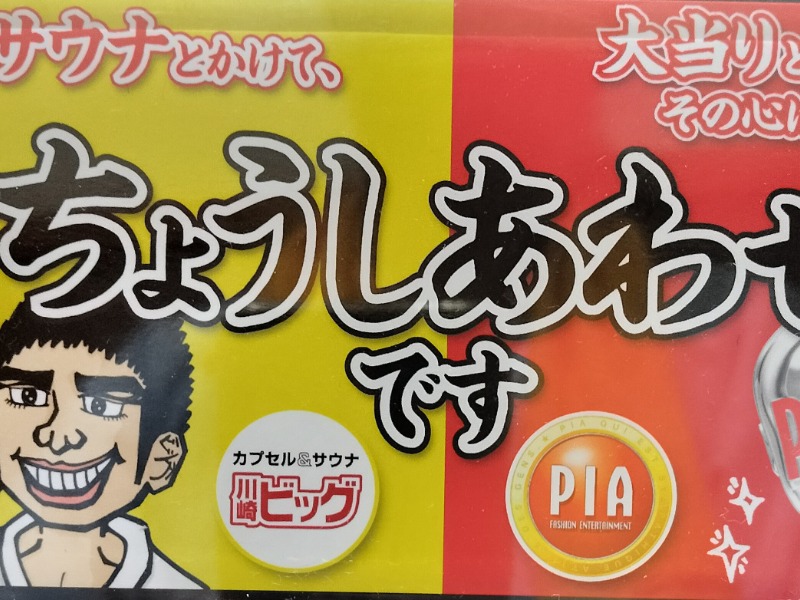 サウナとかけて、
大当りと
その心は
ちょうしあわせ
です
カプセル&サウナ
川崎ビッグ
PIA
FASHION ENTERTAINMENT